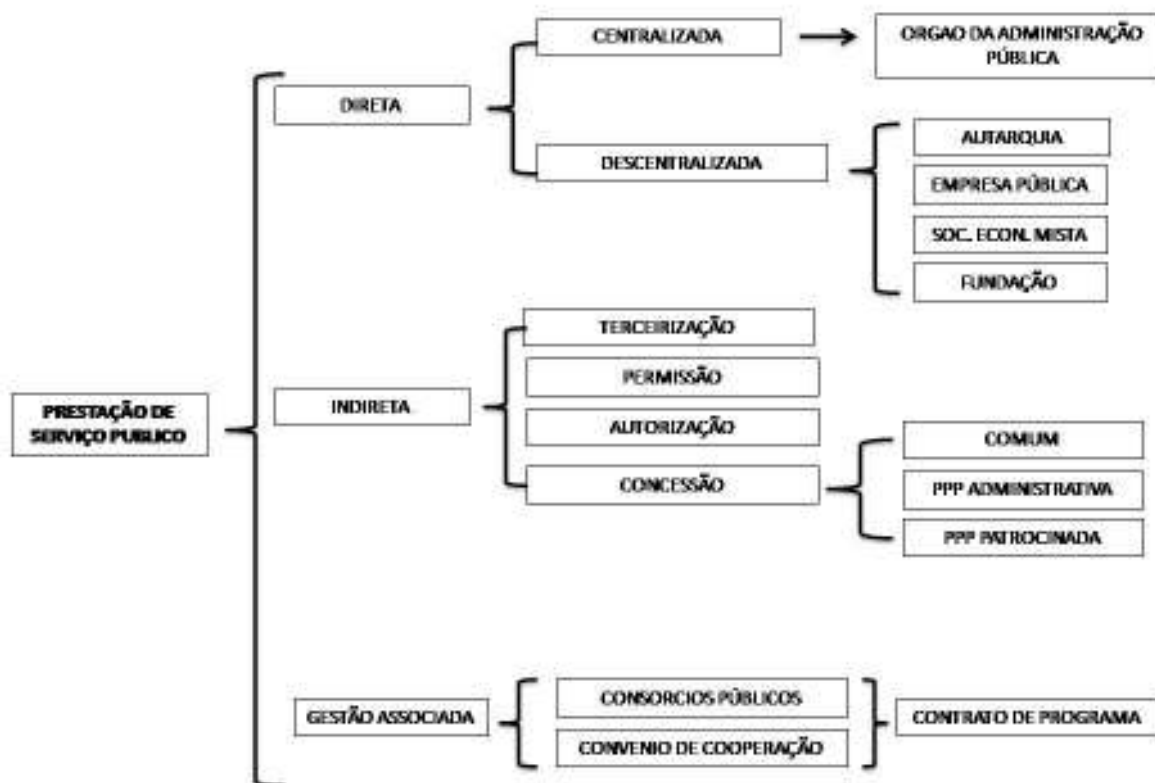 CENTRALIZADA
ORGAO DA ADMINISTRAÇÃO
PÚBLICA
DIRETA
DESCENTRALIZADA
AUTARQUIA
EMPRESA PÚBLICA
SOC. ECON. MISTA
FUNDAÇÃO
PRESTAÇÃO DE
SERVIÇO PUBLICO
INDIRETA
TERCEIRIZAÇÃO
PERMISSÃO
AUTORIZAÇÃO
CONCESSÃO
COMUM
PPP ADMINISTRATIVA
PPP PATROCINADA
GESTÃO ASSOCIADA
CONSORCIOS PÚBLICOS
CONVENIO DE COOPERAÇÃO
CONTRATO DE PROGRAMA